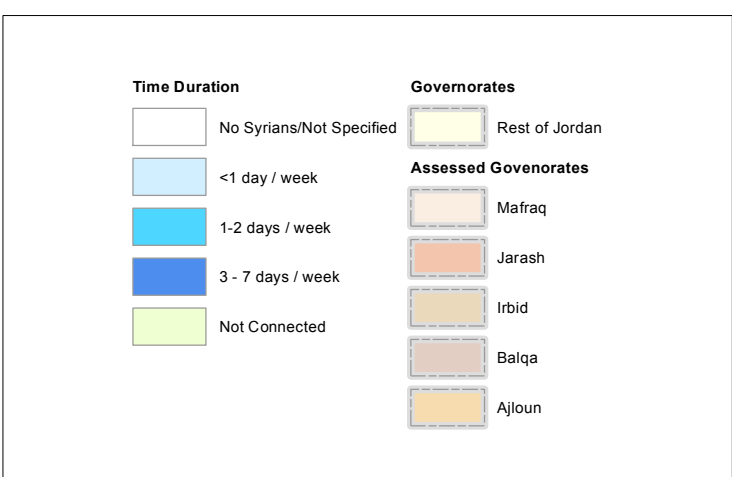 Time Duration
No Syrians/Not Specified
<1 day / week
1-2 days / week
3 - 7 days / week
Not Connected
Governorates
Rest of Jordan
Assessed Govenorates
Mafraq
Jarash
Irbid
Balqa
Ajloun